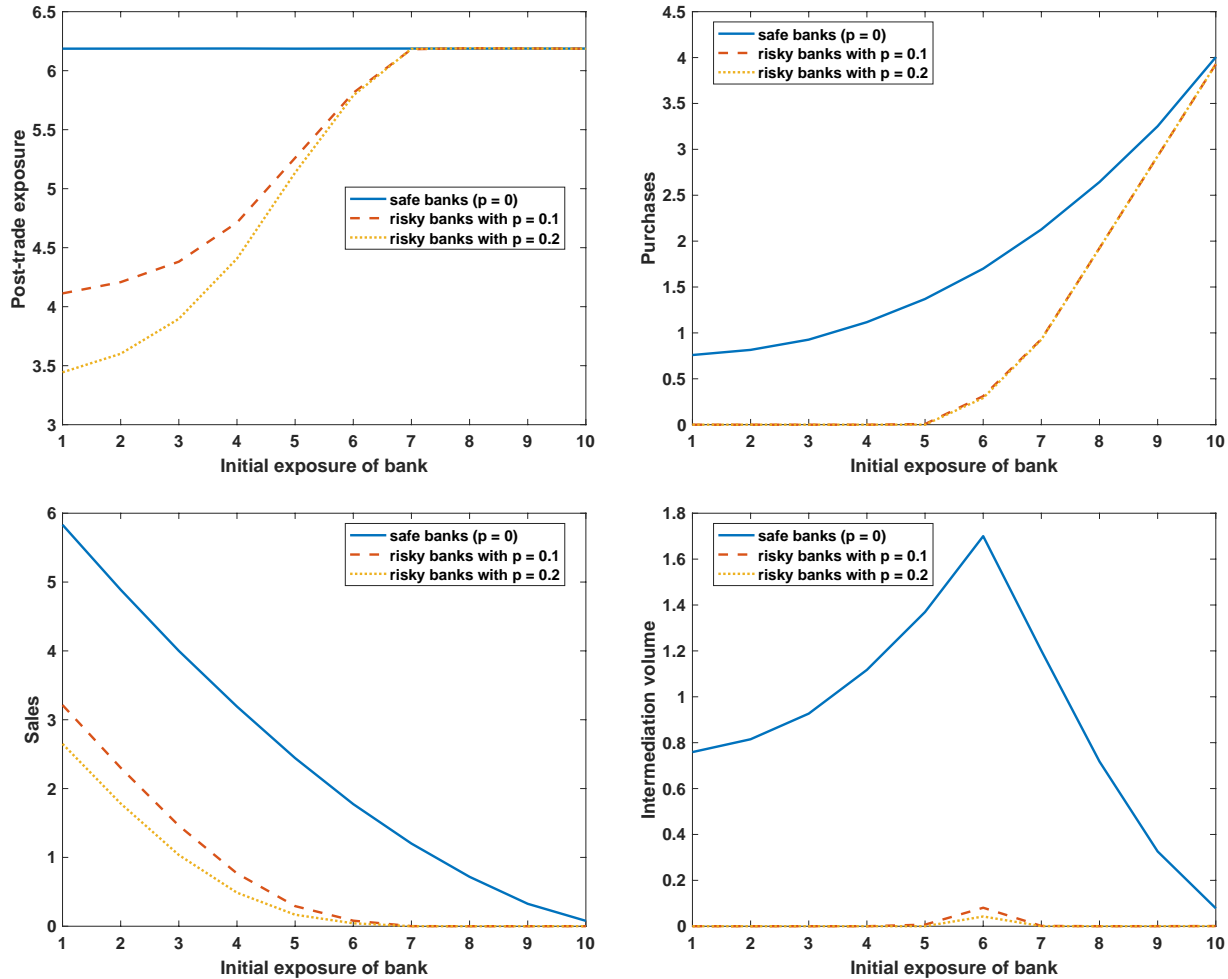 6.5
6
5.5
5
4.5
4
3.5
3
Post-trade exposure
safe banks (p = 0)
risky banks with p = 0.1
risky banks with p = 0.2
1 2 3 4 5 6 7 8 9 10
Initial exposure of bank
4.5
4
3.5
3
2.5
2
1.5
1
0.5
0
Purchases
safe banks (p = 0)
risky banks with p = 0.1
risky banks with p = 0.2
1 2 3 4 5 6 7 8 9 10
Initial exposure of bank
6
5
4
3
2
1
0
Sales
safe banks (p = 0)
risky banks with p = 0.1
risky banks with p = 0.2
1 2 3 4 5 6 7 8 9 10
Initial exposure of bank
1.8
1.6
1.4
1.2
1
0.8
0.6
0.4
0.2
0
Intermediation volume
safe banks (p = 0)
risky banks with p = 0.1
risky banks with p = 0.2
1 2 3 4 5 6 7 8 9 10
Initial exposure of bank